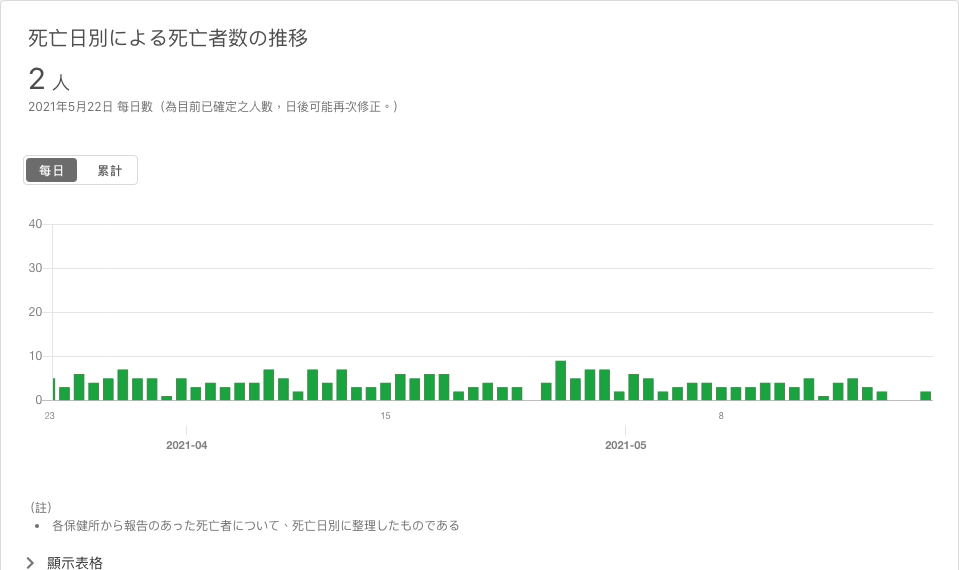 死亡日別による死亡者数の推移
2 人
2021年5月22日 每日數（為目前已確定之人數，日後可能再次修正。）
每日 累計
40
30
20
10
0
23 15 8
2021-04 2021-05
（註）
• 各保健所から報告のあった死亡者について、死亡日別に整理したものである
顯示表格